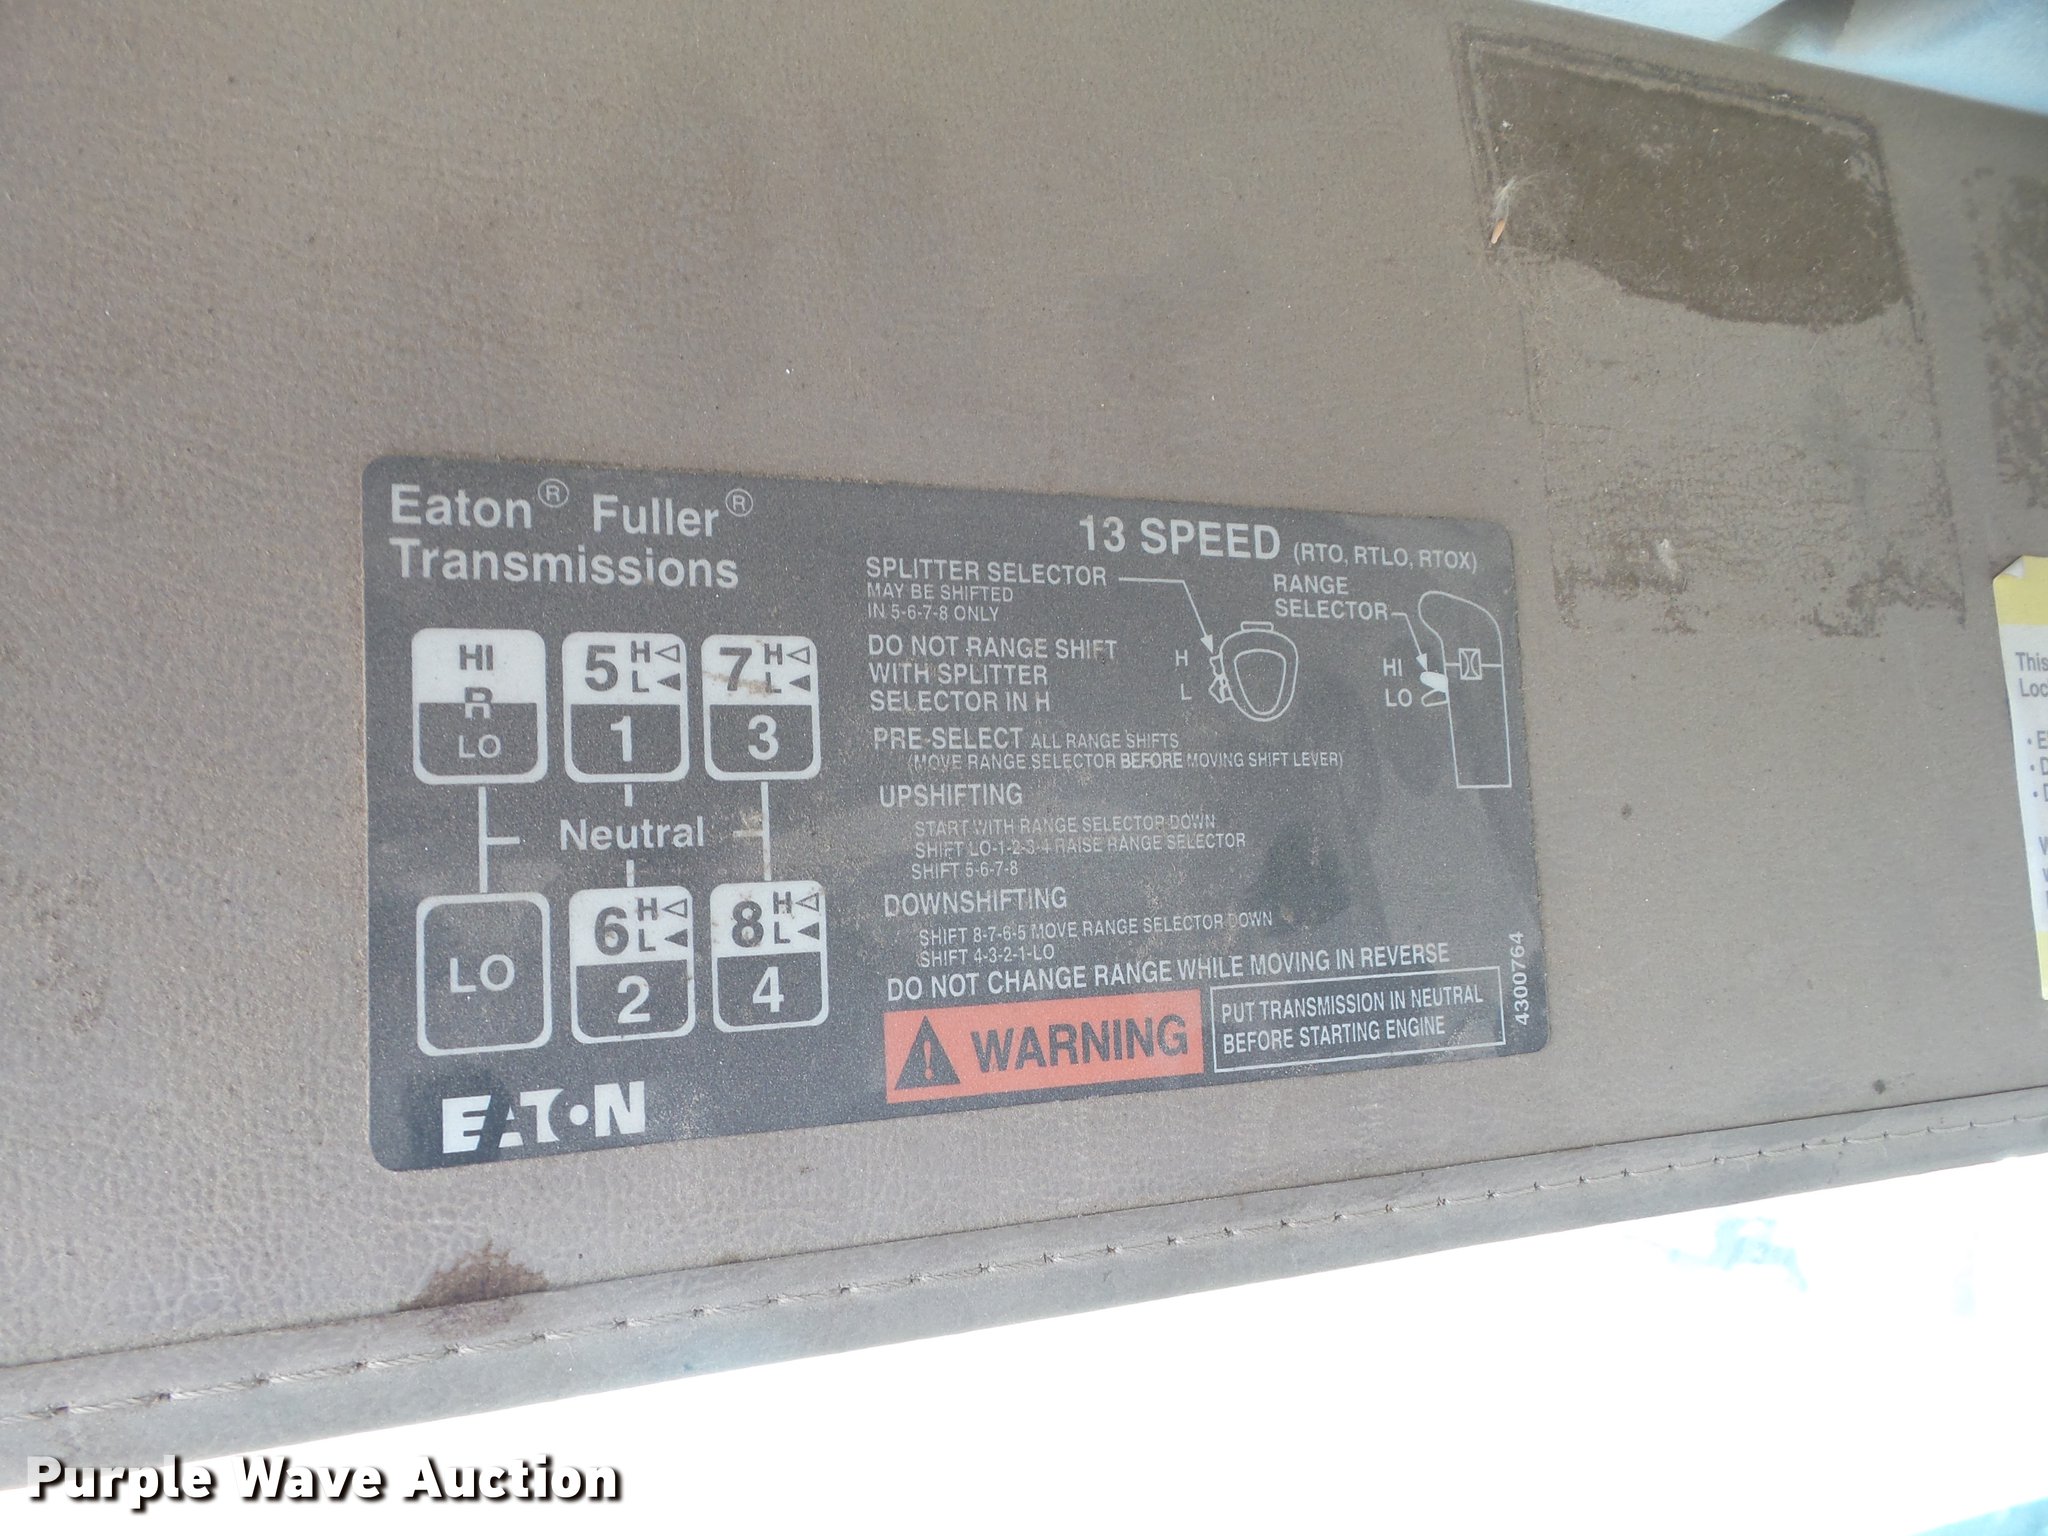 Eaton® Fuller®
Transmissions
13 SPEED (RTO, RTLO, RTOX)
HI
R
LO
5 H L
1
7 H L
3
Neutral
LO
6 H L
2
8 H L
4
EATON
SPLITTER SELECTOR
MAY BE SHIFTED
IN 5-6-7-8 ONLY
RANGE
SELECTOR
H
L
HI
LO
DO NOT RANGE SHIFT
WITH SPLITTER
SELECTOR IN H
PRE-SELECT ALL RANGE SHIFTS
(MOVE RANGE SELECTOR BEFORE MOVING SHIFT LEVER)
UPSHIFTING
START WITH RANGE SELECTOR DOWN
SHIFT LO-1-2-3-4 RAISE RANGE SELECTOR
SHIFT 5-6-7-8
DOWNSHIFTING
SHIFT 8-7-6-5 MOVE RANGE SELECTOR DOWN
SHIFT 4-3-2-1-LO
DO NOT CHANGE RANGE WHILE MOVING IN REVERSE
WARNING
PUT TRANSMISSION IN NEUTRAL
BEFORE STARTING ENGINE
4300764
This
Purple Wave Auction